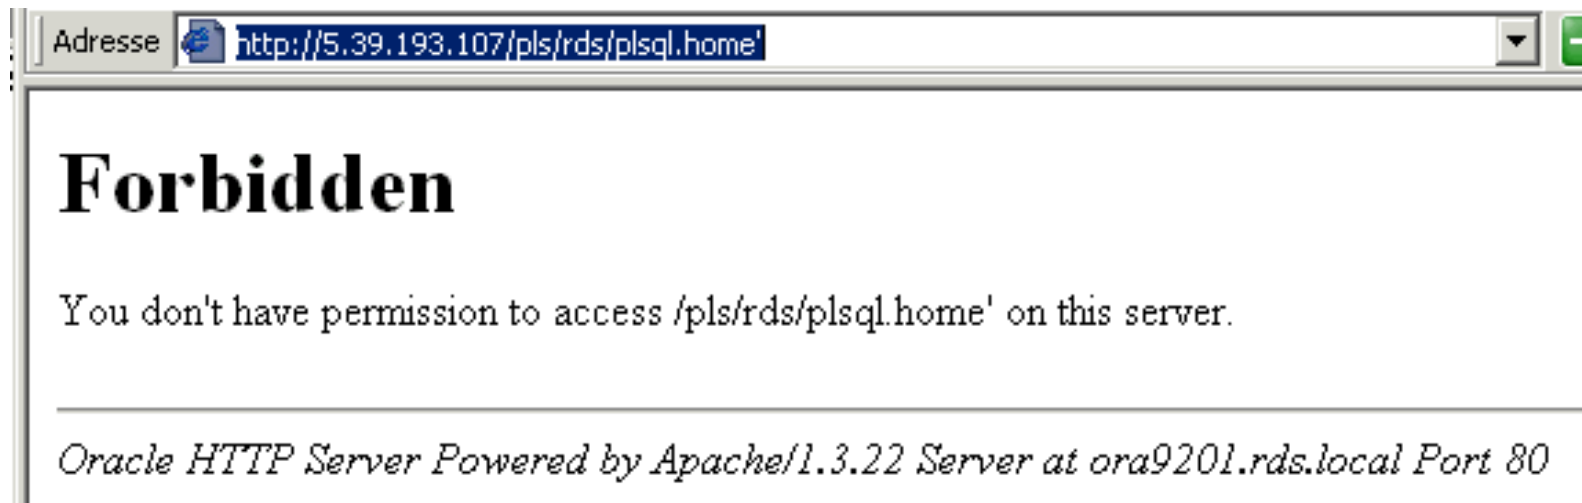 Adresse http://5.39.193.107/pls/rds/plsql.home'
Forbidden
You don't have permission to access /pls/rds/plsql.home' on this server.
Oracle HTTP Server Powered by Apache/1.3.22 Server at ora9201.rds.local Port 80